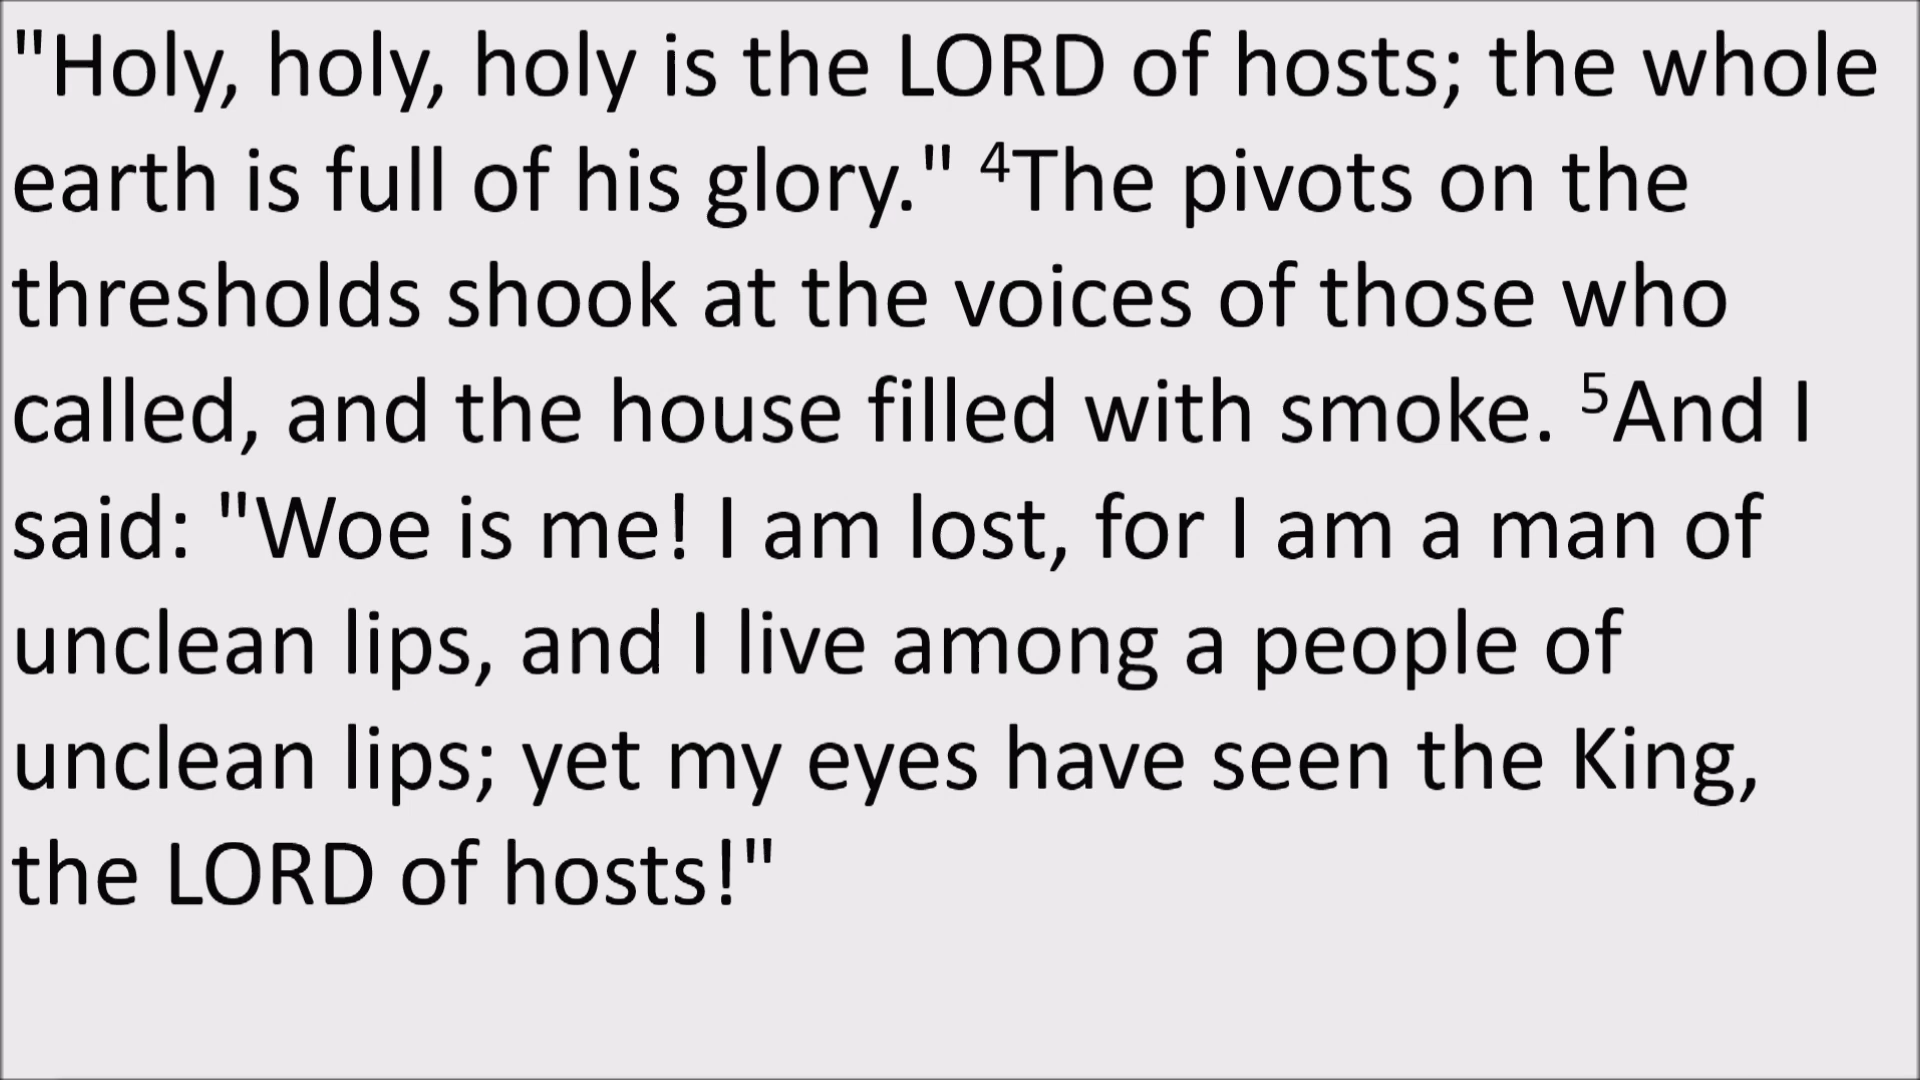 "Holy, holy, holy is the LORD of hosts; the whole
earth is full of his glory." ⁴The pivots on the
thresholds shook at the voices of those who
called, and the house filled with smoke. ⁵And I
said: "Woe is me! I am lost, for I am a man of
unclean lips, and I live among a people of
unclean lips; yet my eyes have seen the King,
the LORD of hosts!"